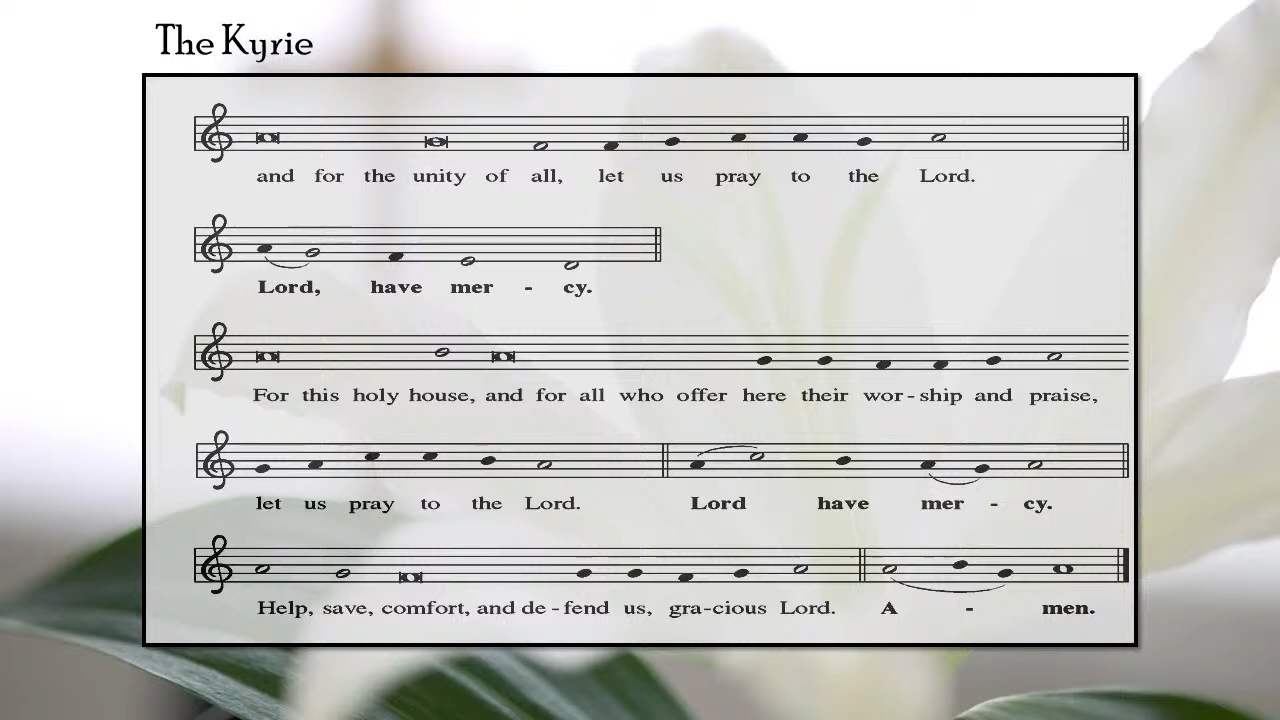 The Kyrie
and for the unity of all, let us pray to the Lord.
Lord, have mer - cy.
For this holy house, and for all who offer here their wor - ship and praise,
let us pray to the Lord. Lord have mer - cy.
Help, save, comfort, and de - fend us, gra - cious Lord. A - men.